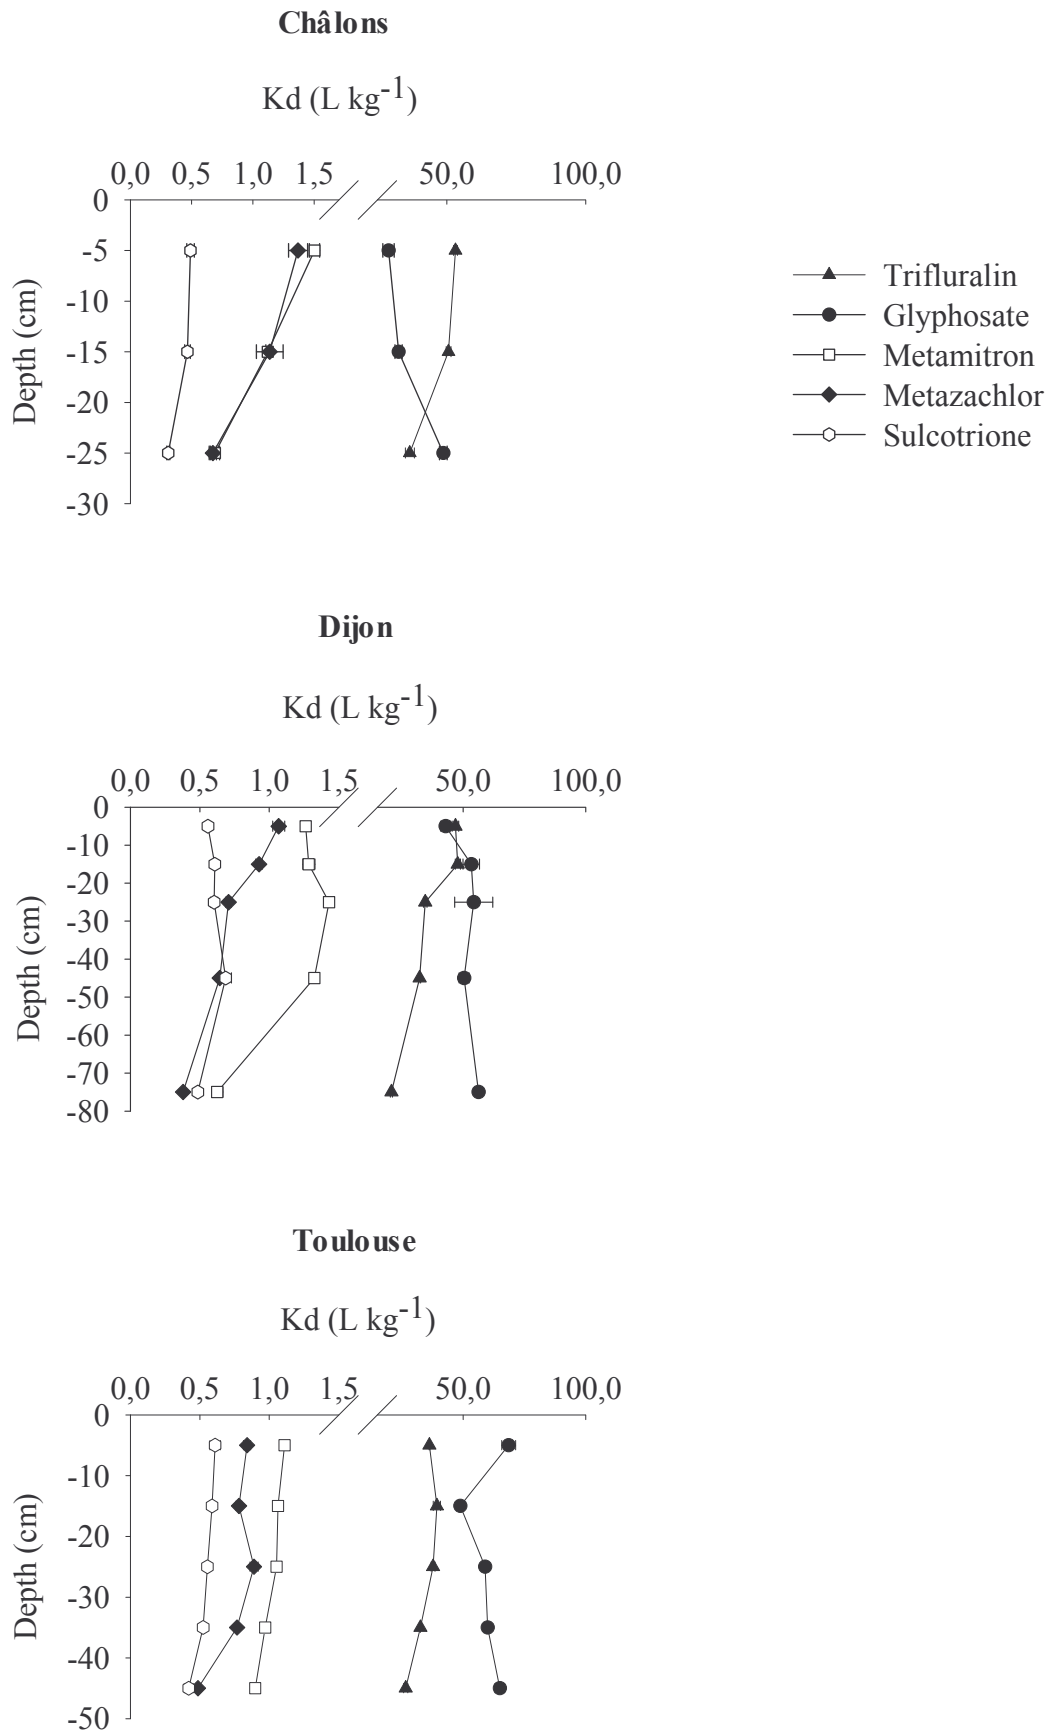 Châlons
Kd (L kg-1)
0,0 0,5 1,0 1,5 50,0 100,0
0
-5
-10
-15
-20
-25
-30
Depth (cm)
Trifluralin
Glyphosate
Metamitron
Metazachlor
Sulcotrione
Dijon
Kd (L kg-1)
0,0 0,5 1,0 1,5 50,0 100,0
0
-10
-20
-30
-40
-50
-60
-70
-80
Depth (cm)
Toulouse
Kd (L kg-1)
0,0 0,5 1,0 1,5 50,0 100,0
0
-10
-20
-30
-40
-50
Depth (cm)